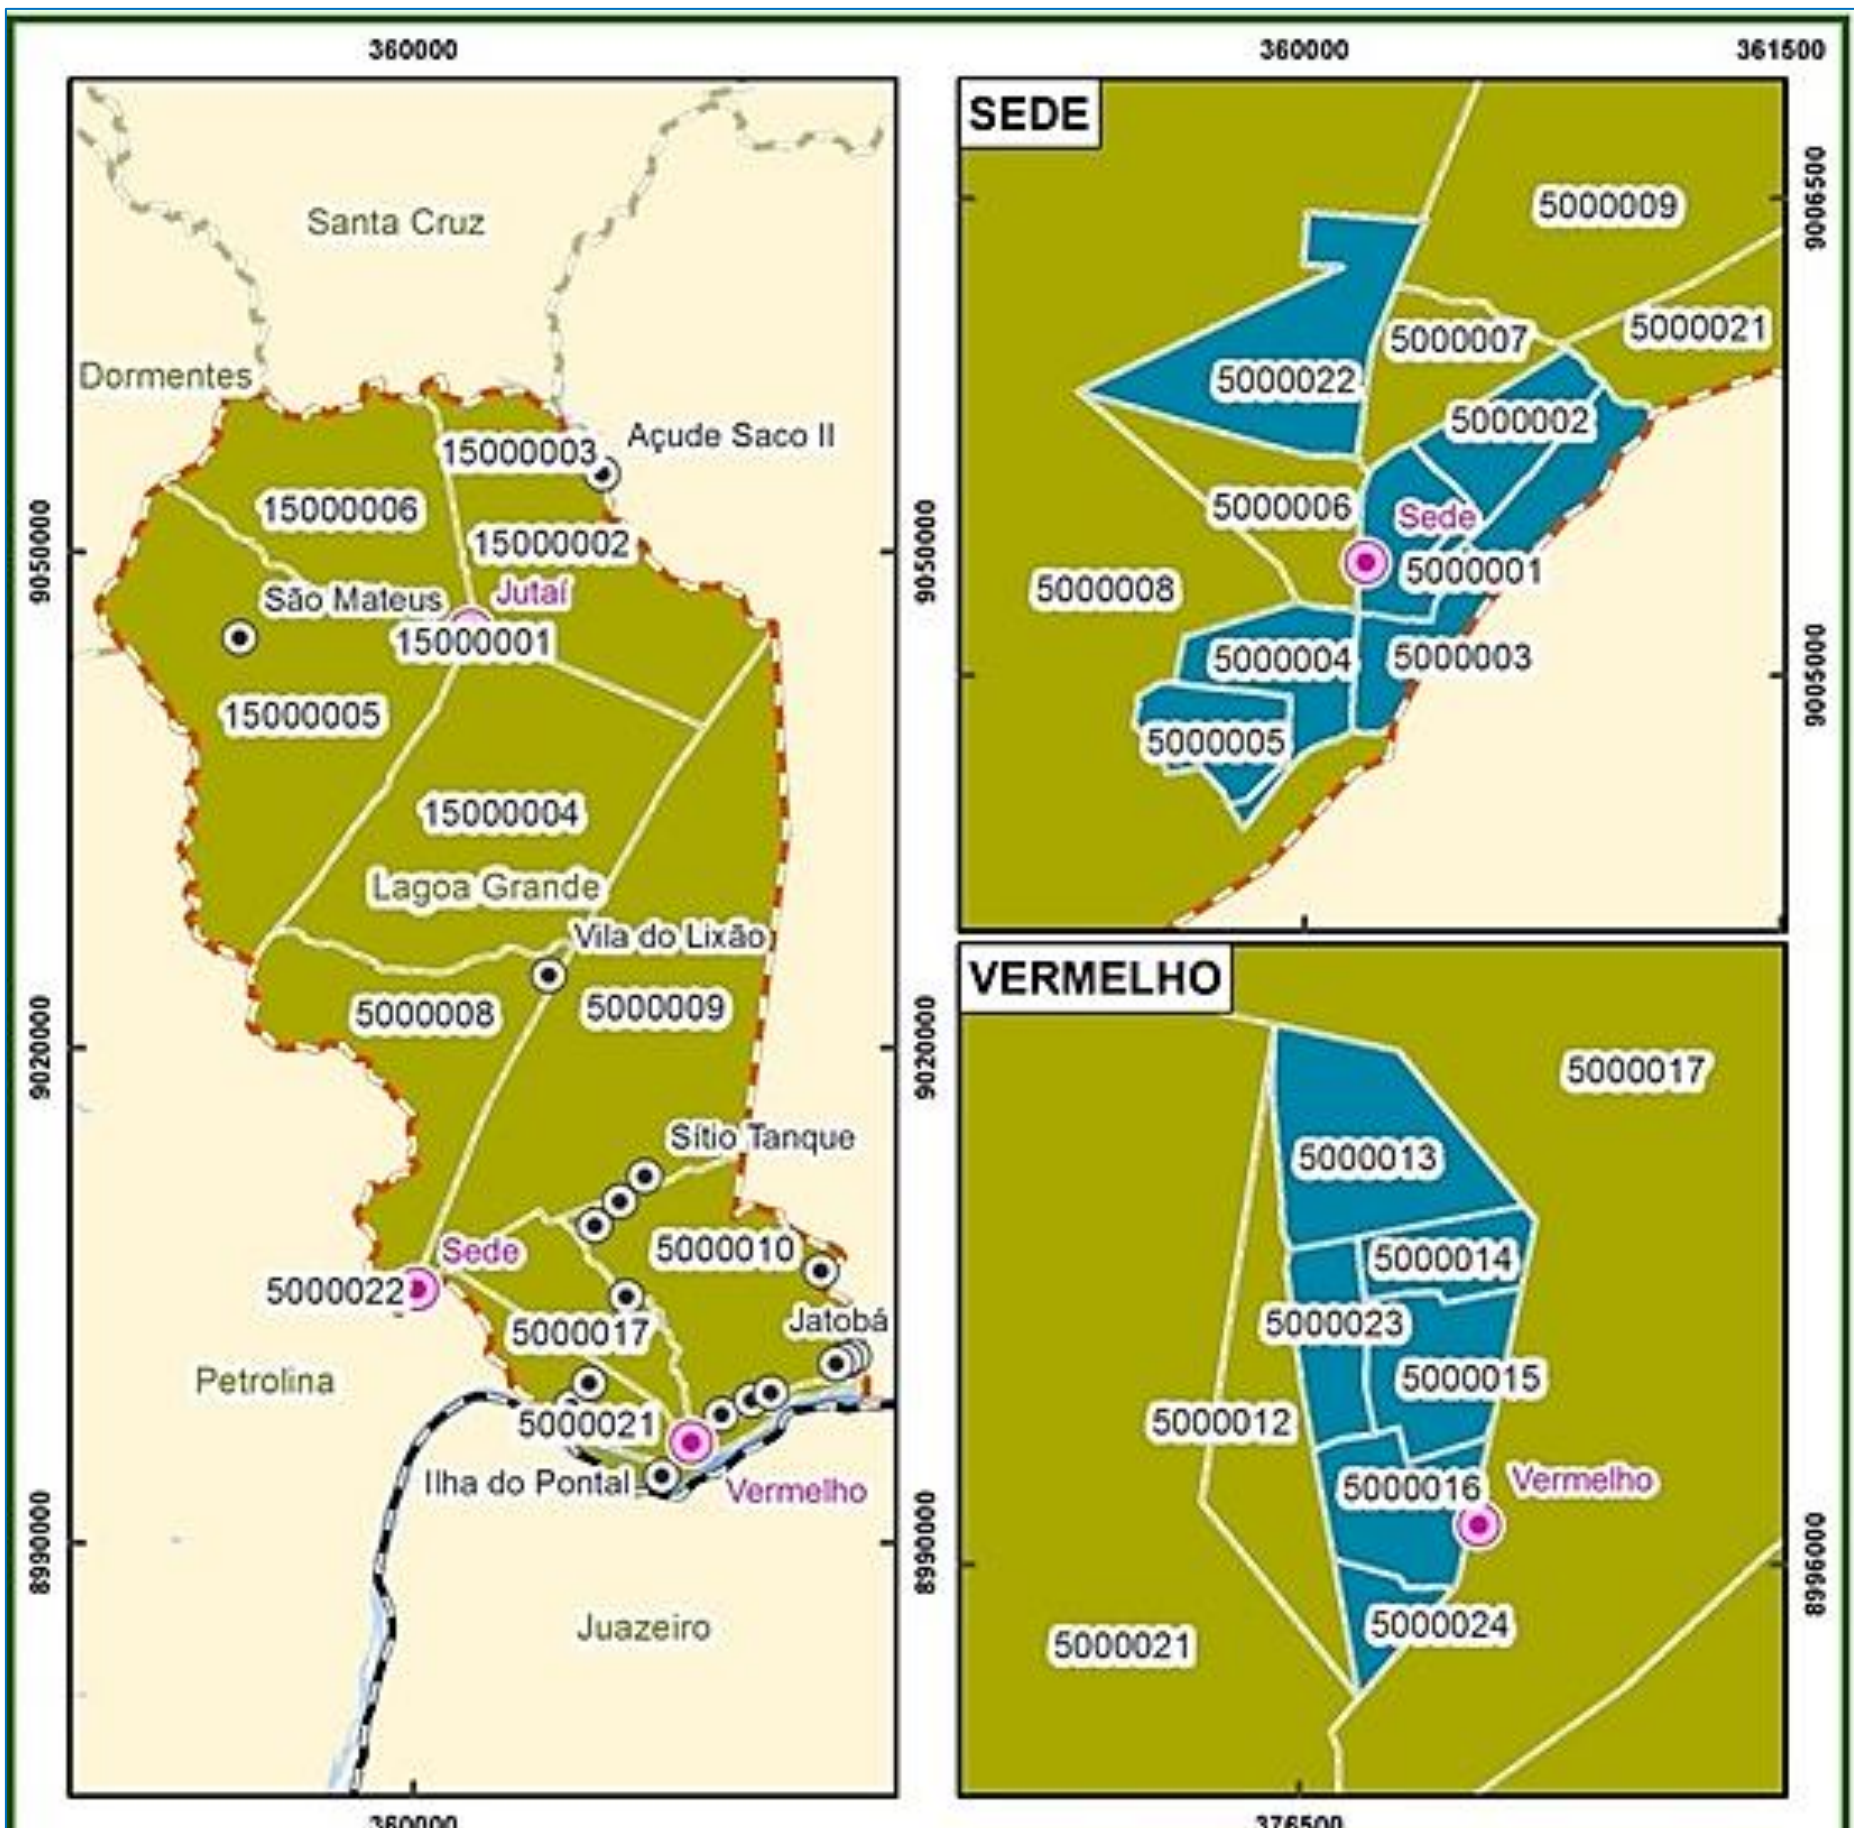 360000
360000
361500
Santa Cruz
Dormentes
15000003
Açude Saco II
15000006
15000002
São Mateus
Jutaí
15000001
15000005
15000004
Lagoa Grande
Vila do Lixão
5000008
5000009
Sítio Tanque
Sede
5000010
5000022
Jatobá
5000017
Petrolina
5000021
Ilha do Pontal
Vermelho
Juazeiro
9050000
9020000
8990000
9050000
9020000
8990000
360000
SEDE
5000009
5000021
5000007
5000022
5000002
5000006
Sede
5000001
5000008
5000004
5000003
5000005
9006500
9005000
VERMELHO
5000017
5000013
5000014
5000023
5000015
5000012
5000016
Vermelho
5000024
5000021
8996000
376500